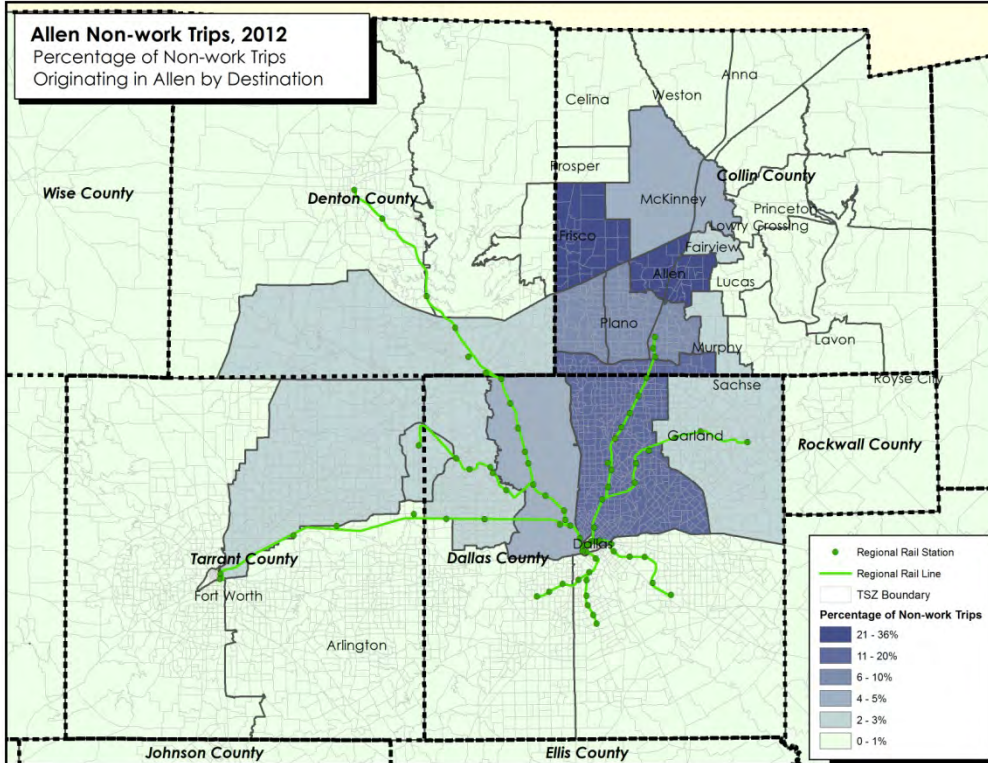 Allen Non-work Trips, 2012
Percentage of Non-work Trips
Originating in Allen by Destination
Anna
Weston
Celina
Prosper
Collin County
Wise County
Denton County
McKinney
Princeton
Lowry Crossing
Frisco
Fairview
Allen
Lucas
Plano
Murphy
Lavon
Sachse
Royse City
Garland
Rockwall County
Dallas
Tarrant County
Dallas County
Fort Worth
Arlington
Johnson County
Ellis County
Regional Rail Station
Regional Rail Line
TSZ Boundary
Percentage of Non-work Trips
21 - 36%
11 - 20%
6 - 10%
4 - 5%
2 - 3%
0 - 1%